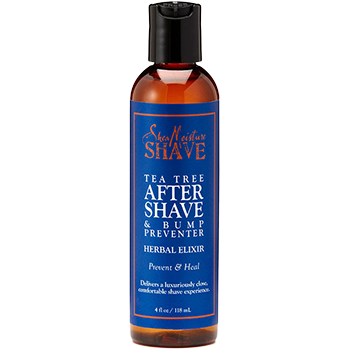 SheaMoisture
SHAVE
TEA TREE
AFTER
SHAVE
& BUMP
PREVENTER
HERBAL ELIXIR
Prevent & Heal
Delivers a luxuriously close,
comfortable shave experience.
4 fl oz / 118 mL